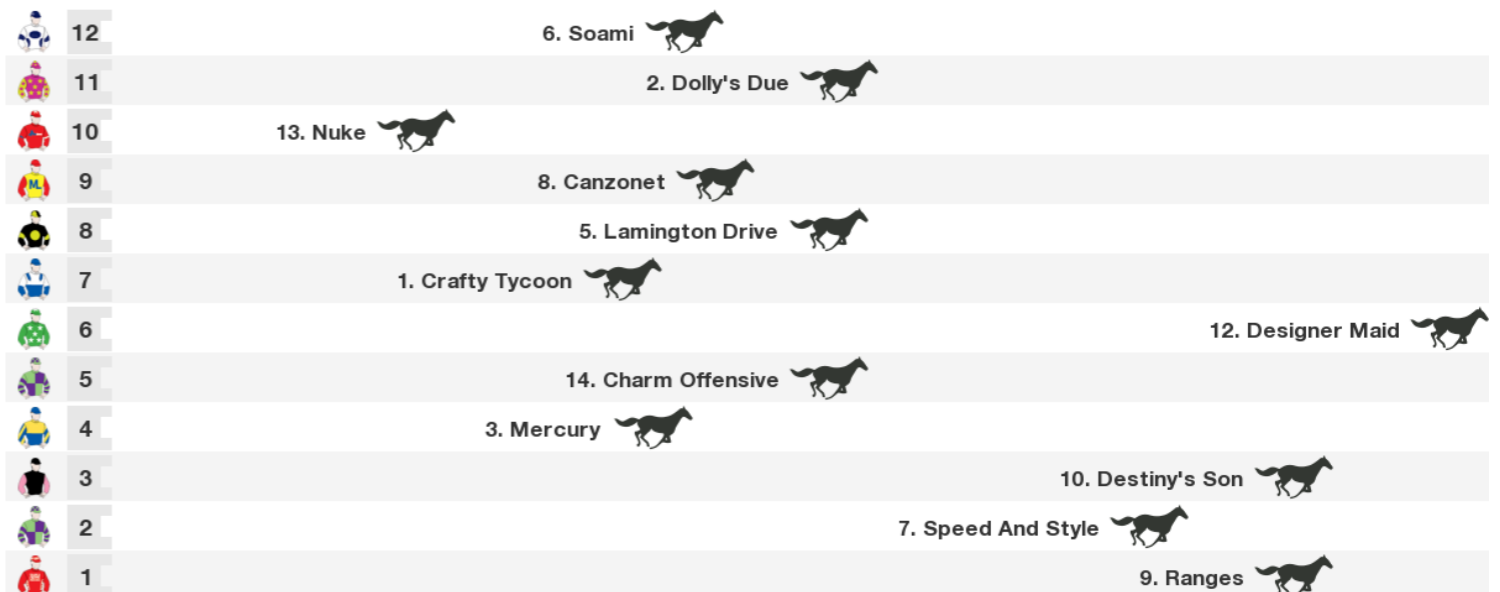 12 6. Soami
11 2. Dolly's Due
10 13. Nuke
9 8. Canzonet
8 5. Lamington Drive
7 1. Crafty Tycoon
6 12. Designer Maid
5 14. Charm Offensive
4 3. Mercury
3 10. Destiny's Son
2 7. Speed And Style
1 9. Ranges